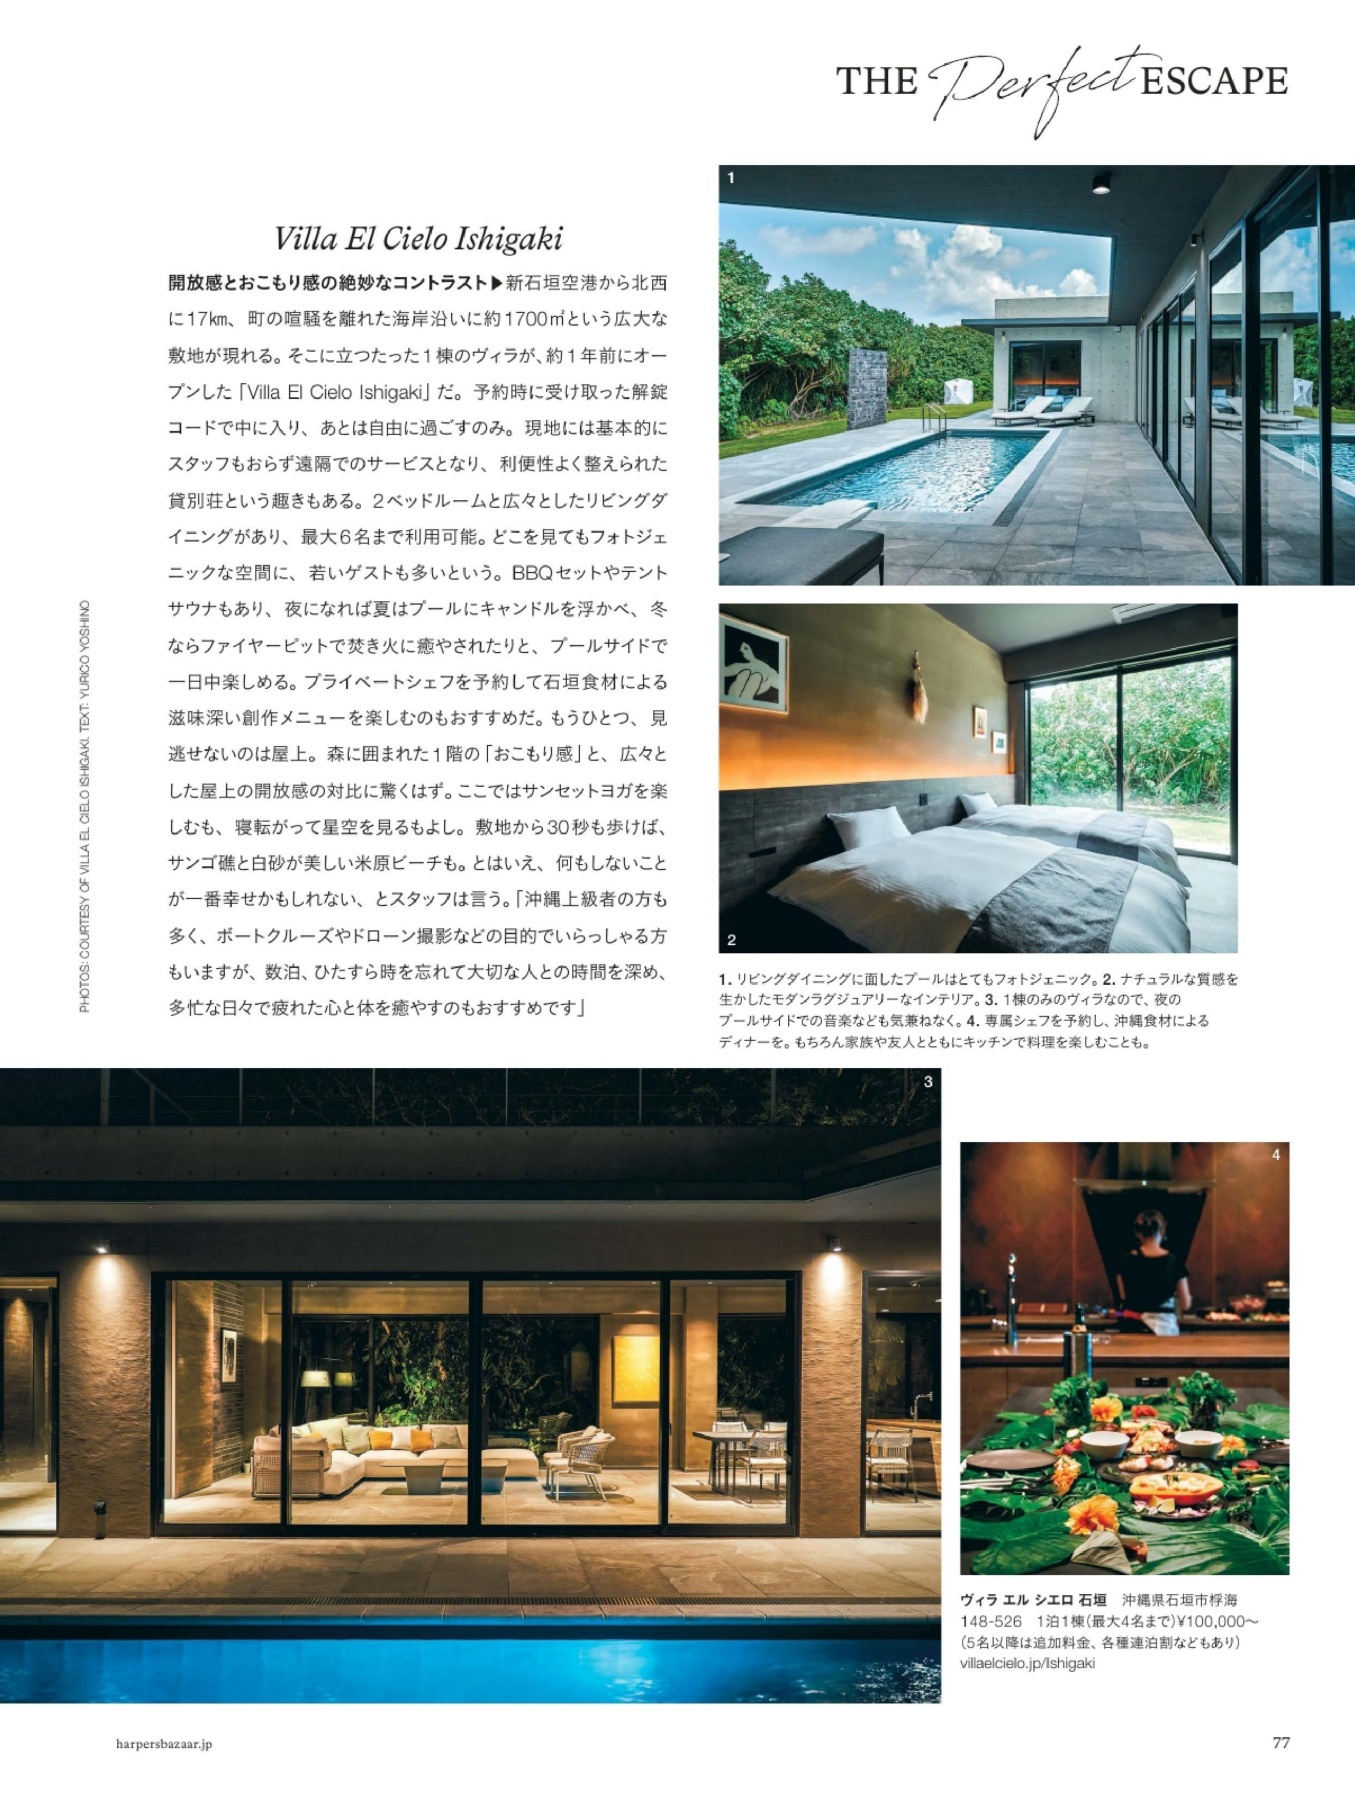 THE Perfect ESCAPE
Villa El Cielo Ishigaki
開放感とおこもり感の絶妙なコントラスト▶新石垣空港から北西
に17㎞、町の喧騒を離れた海岸沿いに約1700㎡という広大な
敷地が現れる。そこに立つたった1棟のヴィラが、約1年前にオー
プンした「Villa El Cielo Ishigaki」だ。予約時に受け取った解錠
コードで中に入り、あとは自由に過ごすのみ。現地には基本的に
スタッフもおらず遠隔でのサービスとなり、利便性よく整えられた
貸別荘という趣きもある。2ベッドルームと広々としたリビングダ
イニングがあり、最大6名まで利用可能。どこを見てもフォトジェ
ニックな空間に、若いゲストも多いという。BBQセットやテント
サウナもあり、夜になれば夏はプールにキャンドルを浮かべ、冬
ならファイヤーピットで焚き火に癒やされたりと、プールサイドで
一日中楽しめる。プライベートシェフを予約して石垣食材による
滋味深い創作メニューを楽しむのもおすすめだ。もうひとつ、見
逃せないのは屋上。森に囲まれた1階の「おこもり感」と、広々と
した屋上の開放感の対比に驚くはず。ここではサンセットヨガを楽
しむも、寝転がって星空を見るもよし。敷地から30秒も歩けば、
サンゴ礁と白砂が美しい米原ビーチも。とはいえ、何もしないこと
が一番幸せかもしれない、とスタッフは言う。「沖縄上級者の方も
多く、ボートクルーズやドローン撮影などの目的でいらっしゃる方
もいますが、数泊、ひたすら時を忘れて大切な人との時間を深め、
多忙な日々で疲れた心と体を癒やすのもおすすめです」
PHOTOS: COURTESY OF VILLA EL CIELO ISHIGAKI. TEXT: YURICO YOSHINO
1
2
1. リビングダイニングに面したプールはとてもフォトジェニック。2. ナチュラルな質感を
生かしたモダンラグジュアリーなインテリア。3. 1棟のみのヴィラなので、夜の
プールサイドでの音楽なども気兼ねなく。4. 専属シェフを予約し、沖縄食材による
ディナーを。もちろん家族や友人とともにキッチンで料理を楽しむことも。
3
4
ヴィラ エル シエロ 石垣　沖縄県石垣市桴海
148-526　1泊1棟(最大4名まで)¥100,000〜
(5名以降は追加料金、各種連泊割などもあり)
villaelcielo.jp/Ishigaki
harpersbazaar.jp
77